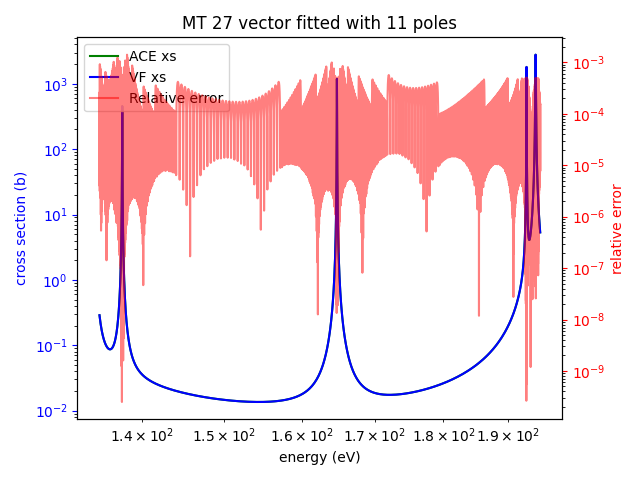 MT 27 vector fitted with 11 poles
ACE xs
VF xs
Relative error
10³
10²
10¹
10⁰
10⁻¹
10⁻²
cross section (b)
10⁻³
10⁻⁴
10⁻⁵
10⁻⁶
10⁻⁷
10⁻⁸
10⁻⁹
relative error
1.4 × 10² 1.5 × 10² 1.6 × 10² 1.7 × 10² 1.8 × 10² 1.9 × 10²
energy (eV)